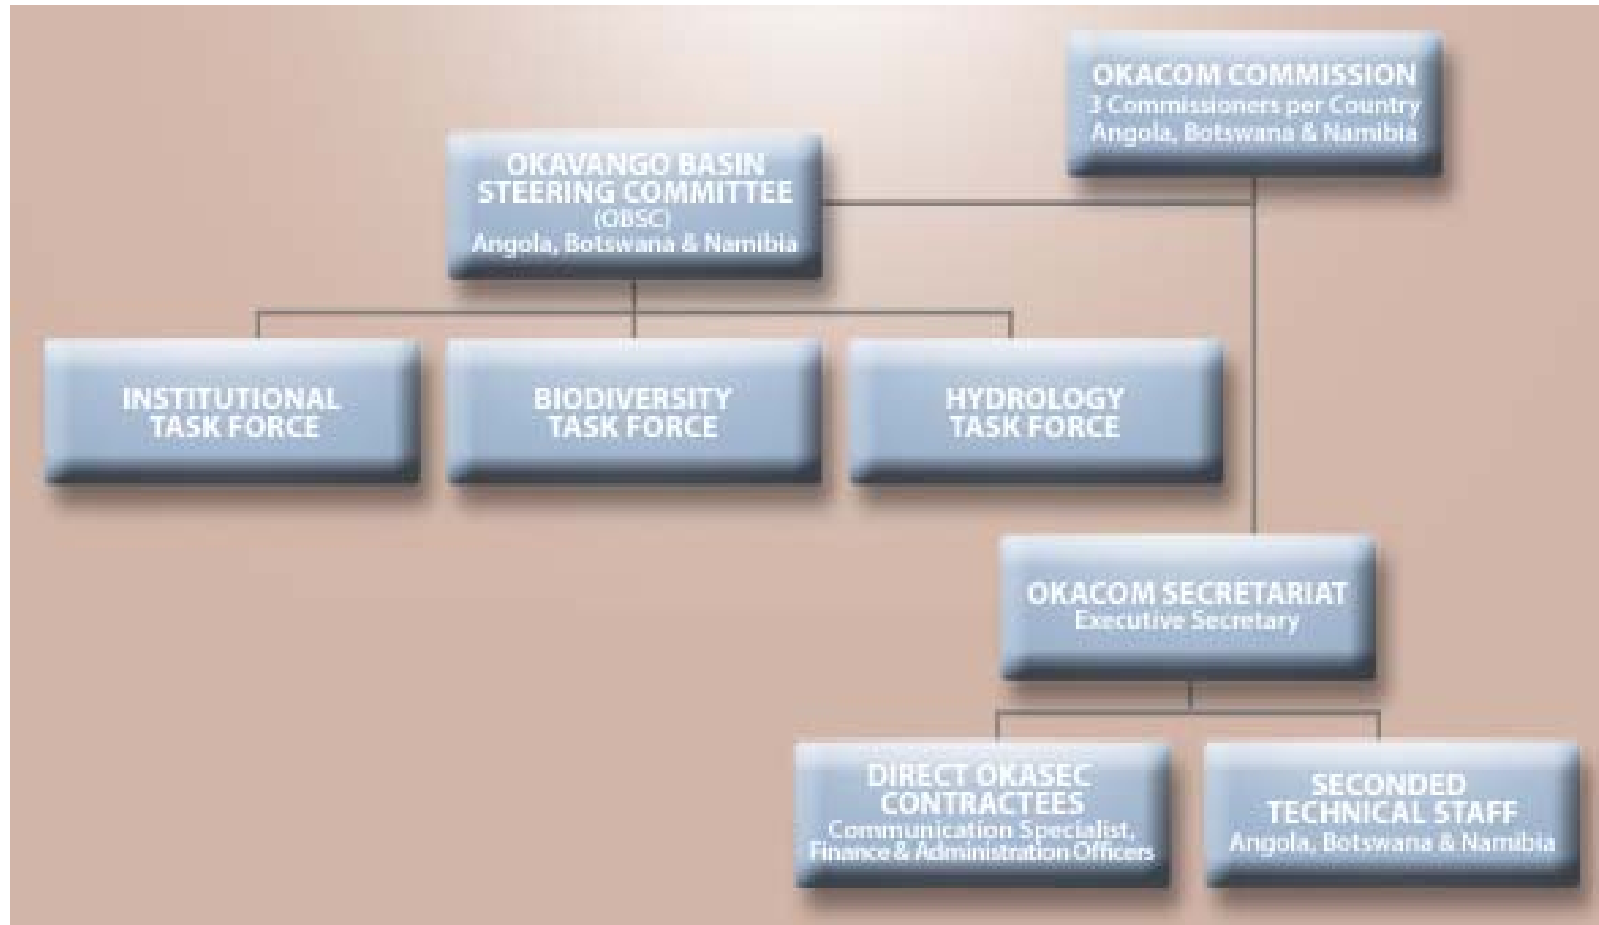 OKACOM COMMISSION
3 Commissioners per Country
Angola, Botswana & Namibia
OKAVANGO BASIN
STEERING COMMITTEE
(OBSC)
Angola, Botswana & Namibia
INSTITUTIONAL
TASK FORCE
BIODIVERSITY
TASK FORCE
HYDROLOGY
TASK FORCE
OKACOM SECRETARIAT
Executive Secretary
DIRECT OKASEC
CONTRACTEES
Communication Specialist,
Finance & Administration Officers
SECONDED
TECHNICAL STAFF
Angola, Botswana & Namibia